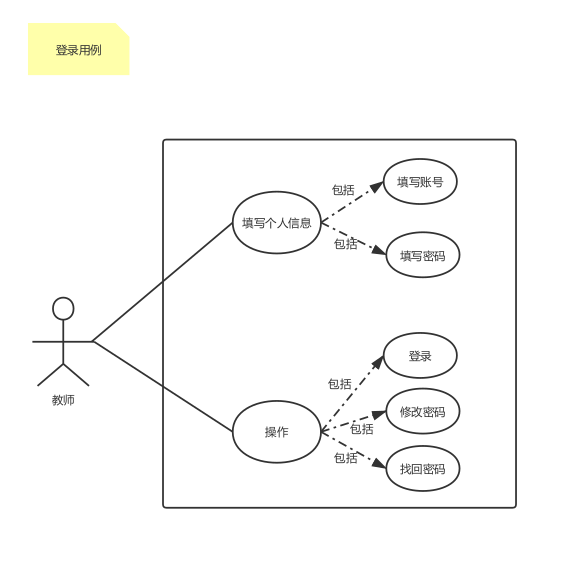 登录用例
填写账号
包括
填写个人信息
包括
填写密码
登录
包括
教师
修改密码
包括
操作
包括
找回密码